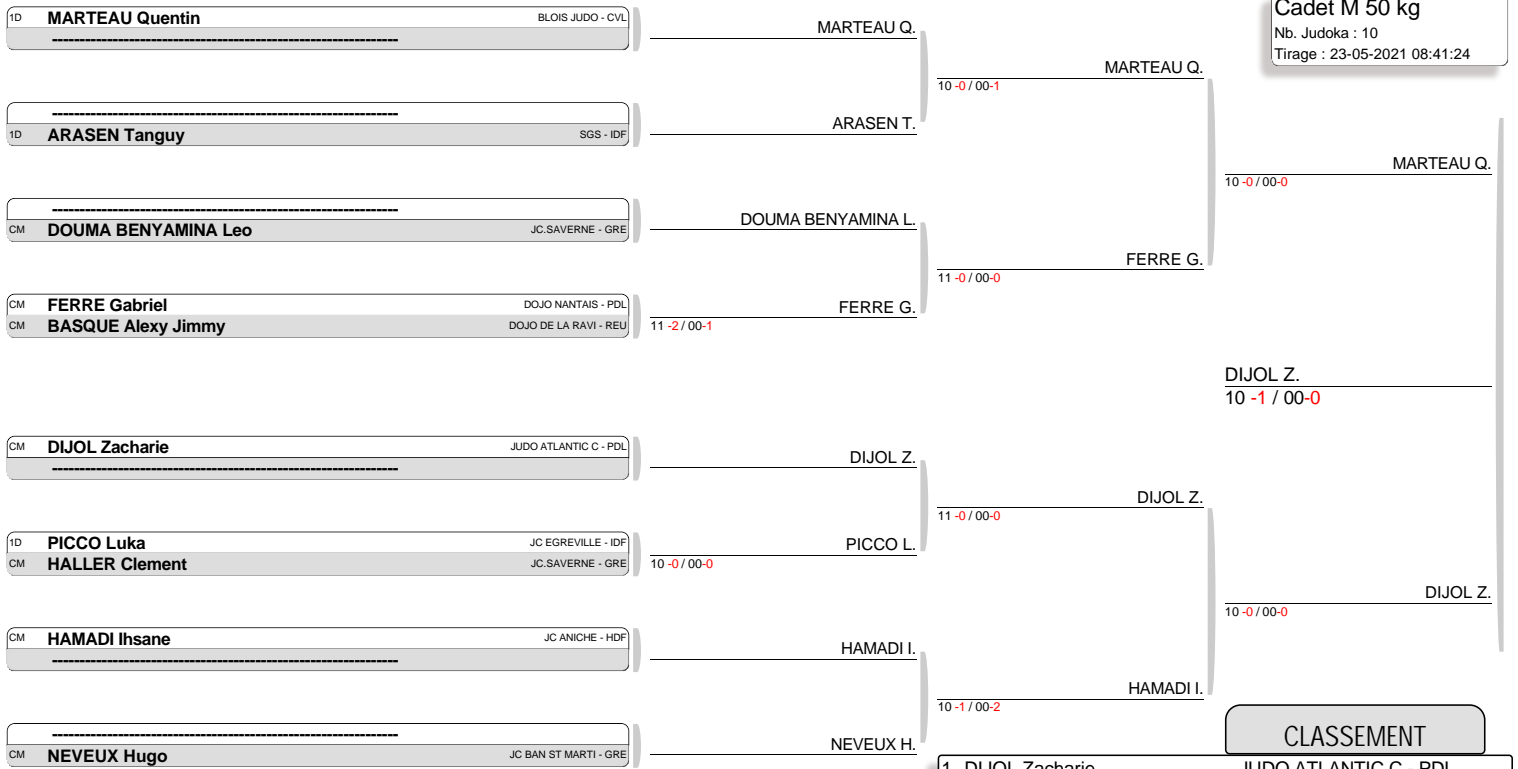 Cadet M 50 kg
Nb. Judoka : 10
Tirage : 23-05-2021 08:41:24
1D MARTEAU Quentin BLOIS JUDO - CVL
----------------------------------------------------------------
MARTEAU Q.
MARTEAU Q.
10 -0 / 00-1
----------------------------------------------------------------
1D ARASEN Tanguy SGS - IDF
ARASEN T.
MARTEAU Q.
10 -0 / 00-0
----------------------------------------------------------------
CM DOUMA BENYAMINA Leo JC.SAVERNE - GRE
DOUMA BENYAMINA L.
FERRE G.
11 -0 / 00-0
CM FERRE Gabriel DOJO NANTAIS - PDL
CM BASQUE Alexy Jimmy DOJO DE LA RAVI - REU
FERRE G.
11 -2 / 00-1
DIJOL Z.
10 -1 / 00-0
CM DIJOL Zacharie JUDO ATLANTIC C - PDL
----------------------------------------------------------------
DIJOL Z.
DIJOL Z.
11 -0 / 00-0
1D PICCO Luka JC EGREVILLE - IDF
CM HALLER Clement JC.SAVERNE - GRE
PICCO L.
10 -0 / 00-0
DIJOL Z.
10 -0 / 00-0
CM HAMADI Ihsane JC ANICHE - HDF
----------------------------------------------------------------
HAMADI I.
HAMADI I.
10 -1 / 00-2
----------------------------------------------------------------
CM NEVEUX Hugo JC BAN ST MARTI - GRE
NEVEUX H.
CLASSEMENT
1. DIJOL Zacharie JUDO ATLANTIC C - PDL